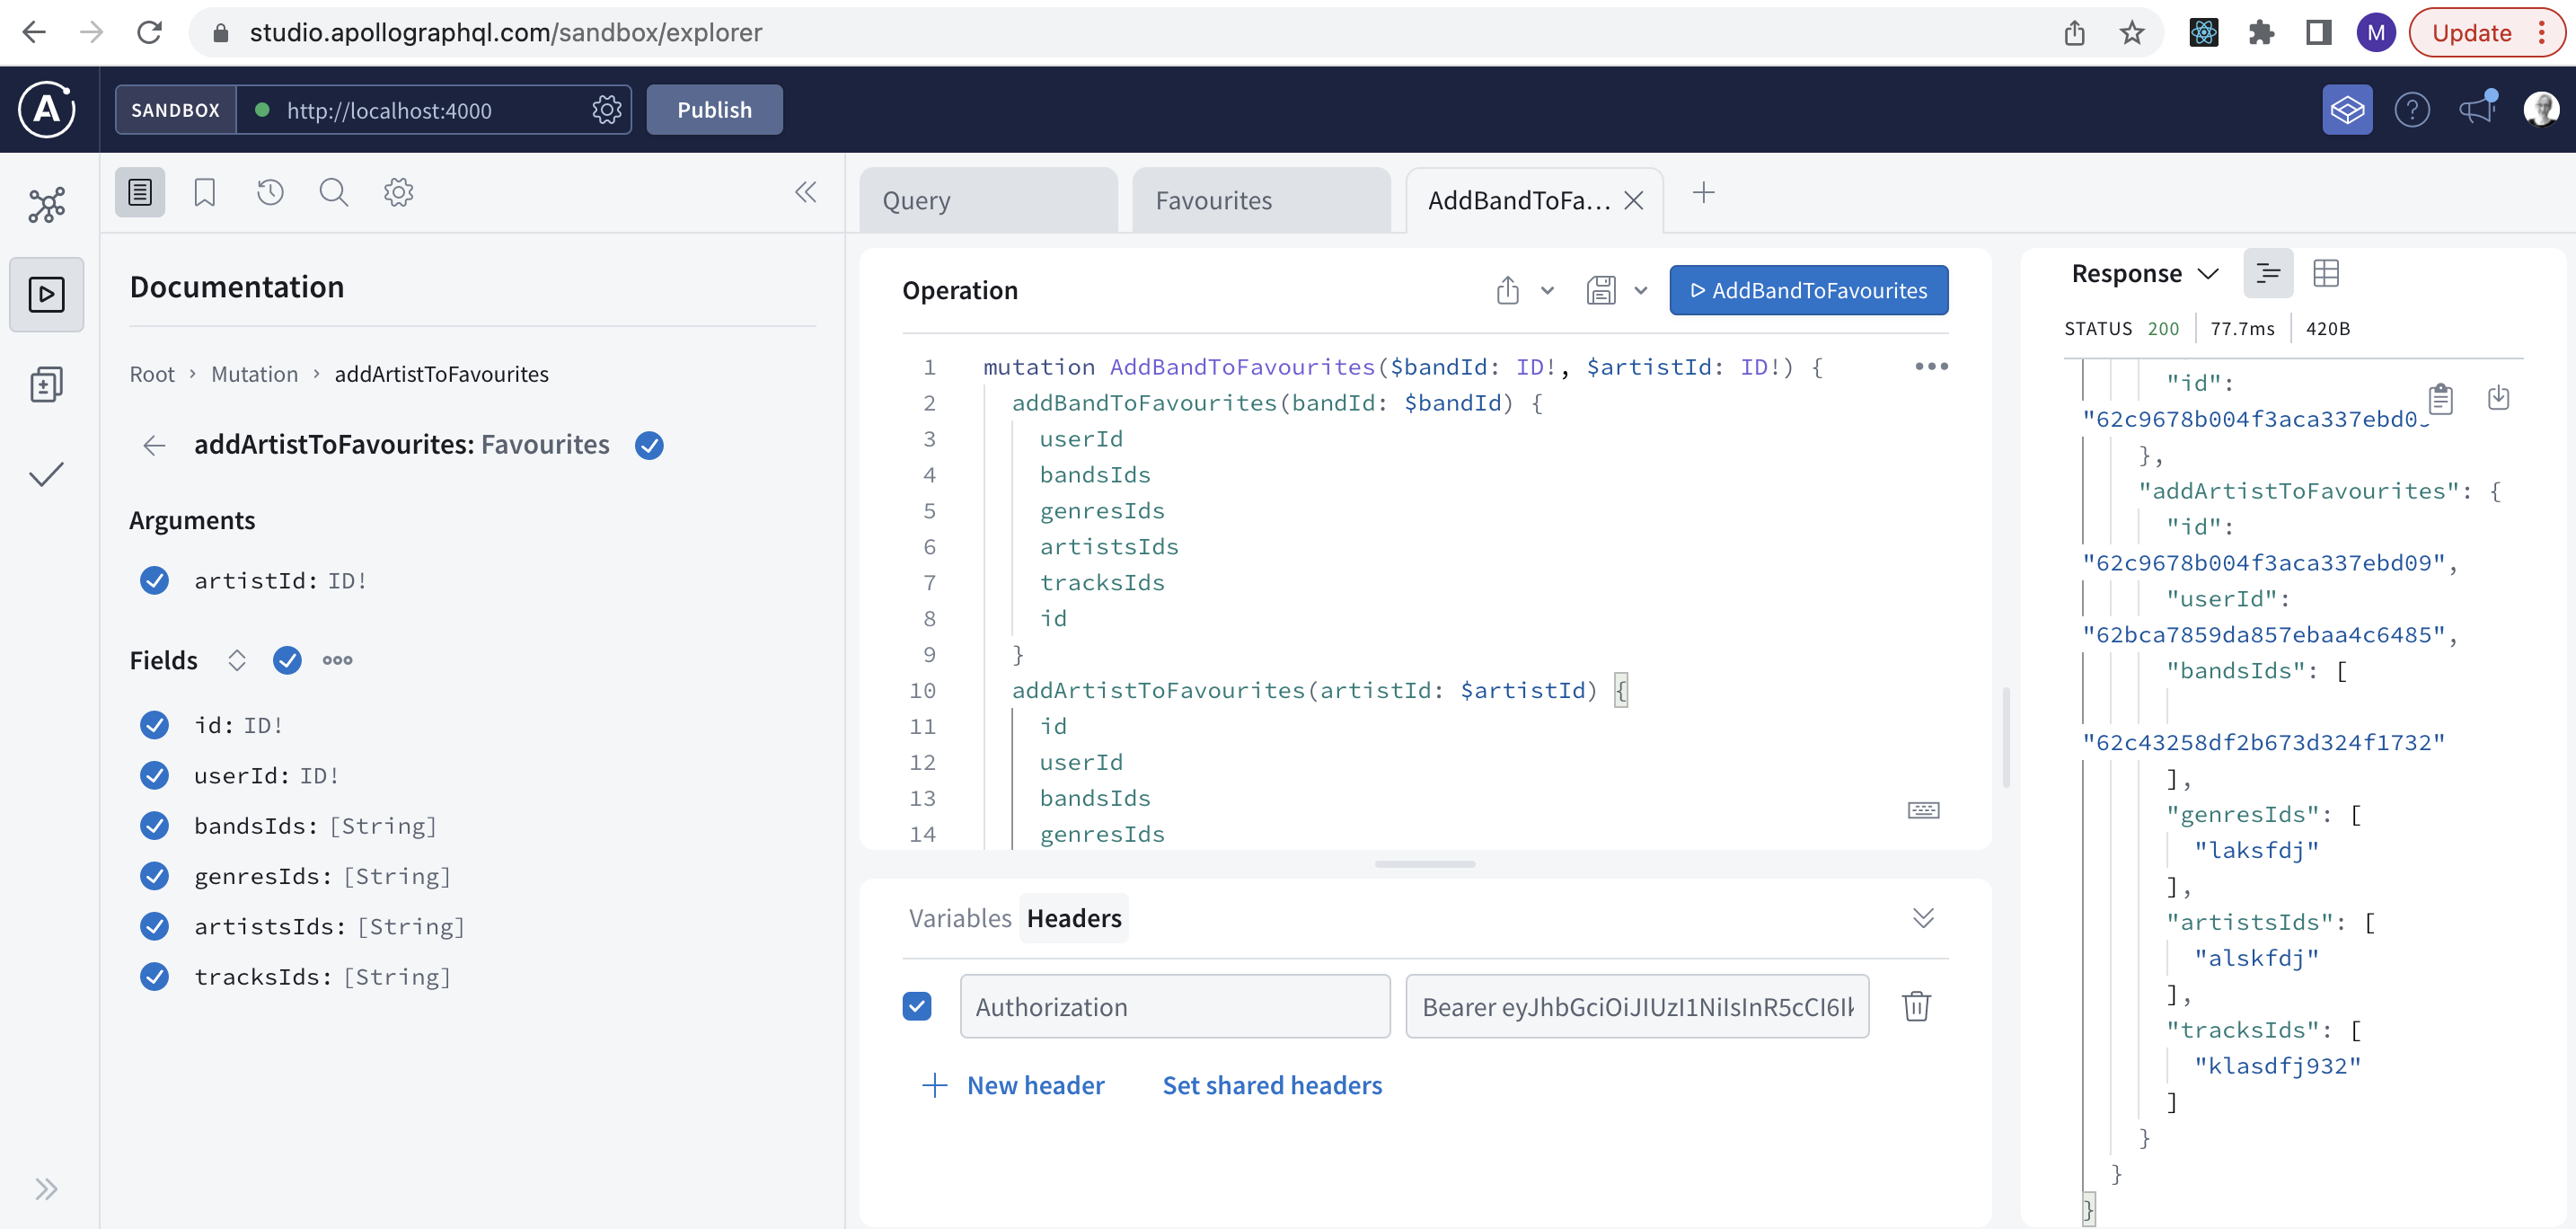 studio.apollographql.com/sandbox/explorer
M
Update
A
SANDBOX
http://localhost:4000
Publish
Documentation
Root › Mutation › addArtistToFavourites
addArtistToFavourites: Favourites
Arguments
artistId: ID!
Fields
id: ID!
userId: ID!
bandsIds: [String]
genresIds: [String]
artistsIds: [String]
tracksIds: [String]
Query
Favourites
AddBandToFa...
Operation
AddBandToFavourites
1 mutation AddBandToFavourites($bandId: ID!, $artistId: ID!) {
2 addBandToFavourites(bandId: $bandId) {
3 userId
4 bandsIds
5 genresIds
6 artistsIds
7 tracksIds
8 id
9 }
10 addArtistToFavourites(artistId: $artistId) {
11 id
12 userId
13 bandsIds
14 genresIds
Variables Headers
Authorization
Bearer
New header
Set shared headers
Response
STATUS 200 77.7ms 420B
"id":
},
"addArtistToFavourites": {
"id":
"62c9678b004f3aca337ebd09",
"userId":
"62bca7859da857ebaa4c6485",
"bandsIds": [
"62c43258df2b673d324f1732"
],
"genresIds": [
"laksfdj"
],
"artistsIds": [
"alskfdj"
],
"tracksIds": [
"klasdfj932"
]
}
}
}